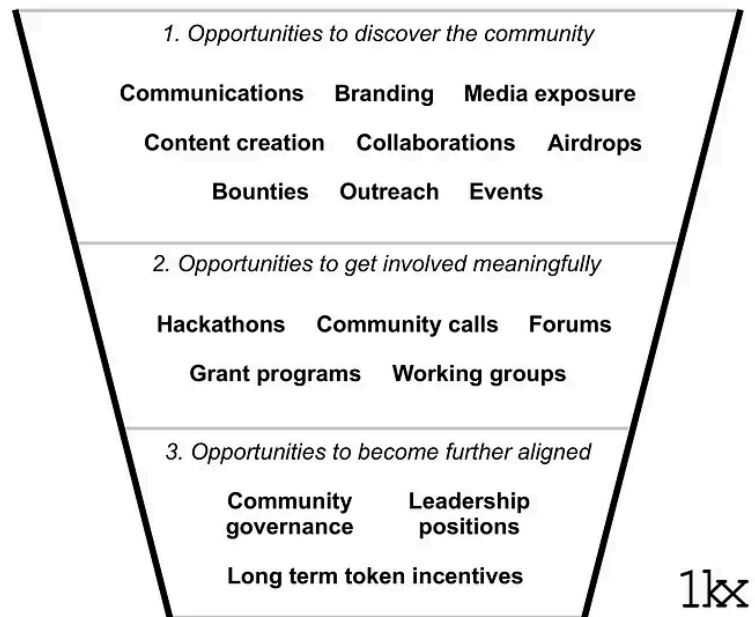 1. Opportunities to discover the community
Communications Branding Media exposure
Content creation Collaborations Airdrops
Bounties Outreach Events
2. Opportunities to get involved meaningfully
Hackathons Community calls Forums
Grant programs Working groups
3. Opportunities to become further aligned
Community governance
Leadership positions
Long term token incentives
1kx